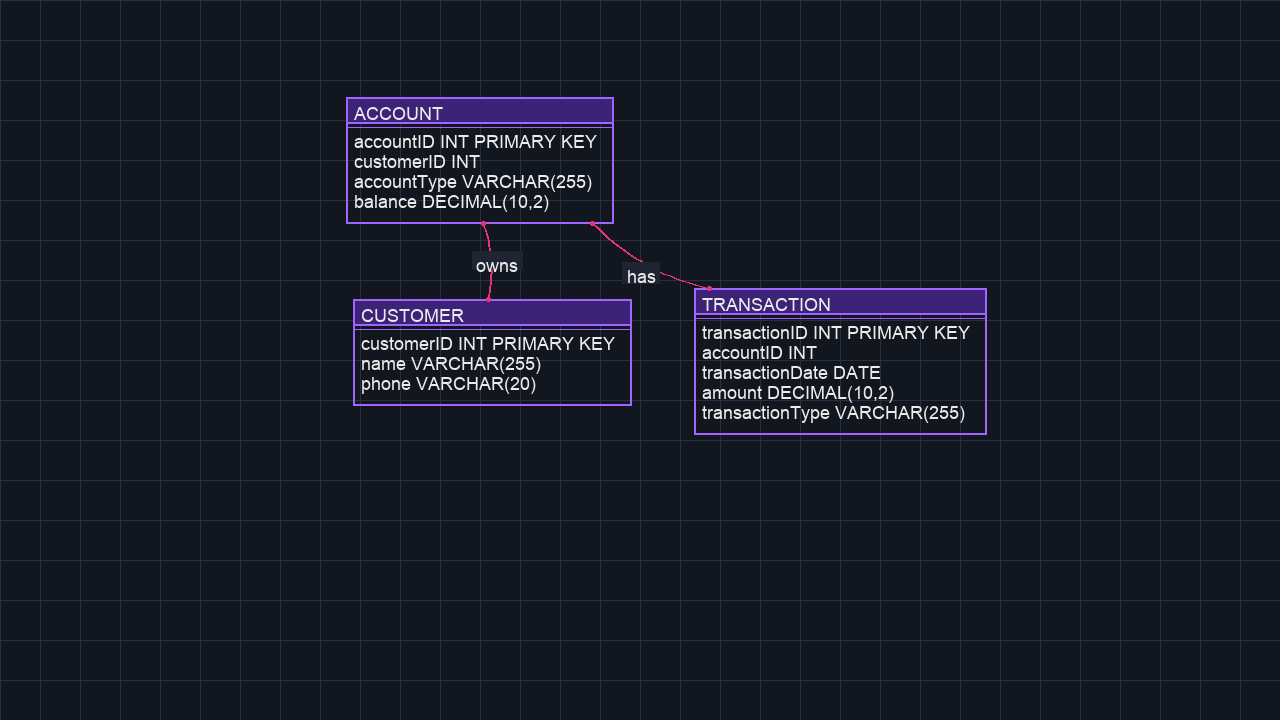 ACCOUNT
accountID INT PRIMARY KEY
customerID INT
accountType VARCHAR(255)
balance DECIMAL(10,2)
owns
has
CUSTOMER
customerID INT PRIMARY KEY
name VARCHAR(255)
phone VARCHAR(20)
TRANSACTION
transactionID INT PRIMARY KEY
accountID INT
transactionDate DATE
amount DECIMAL(10,2)
transactionType VARCHAR(255)